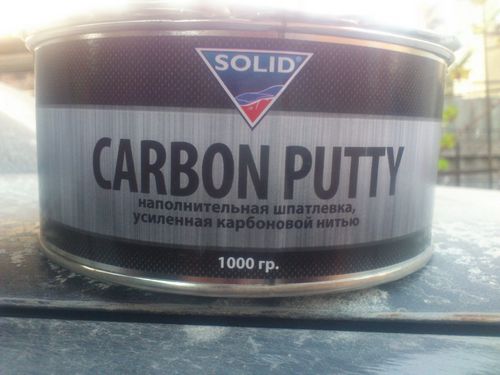 SOLID®
CARBON PUTTY
наполнительная шпатлевка,
усиленная карбоновой нитью
1000 гр.